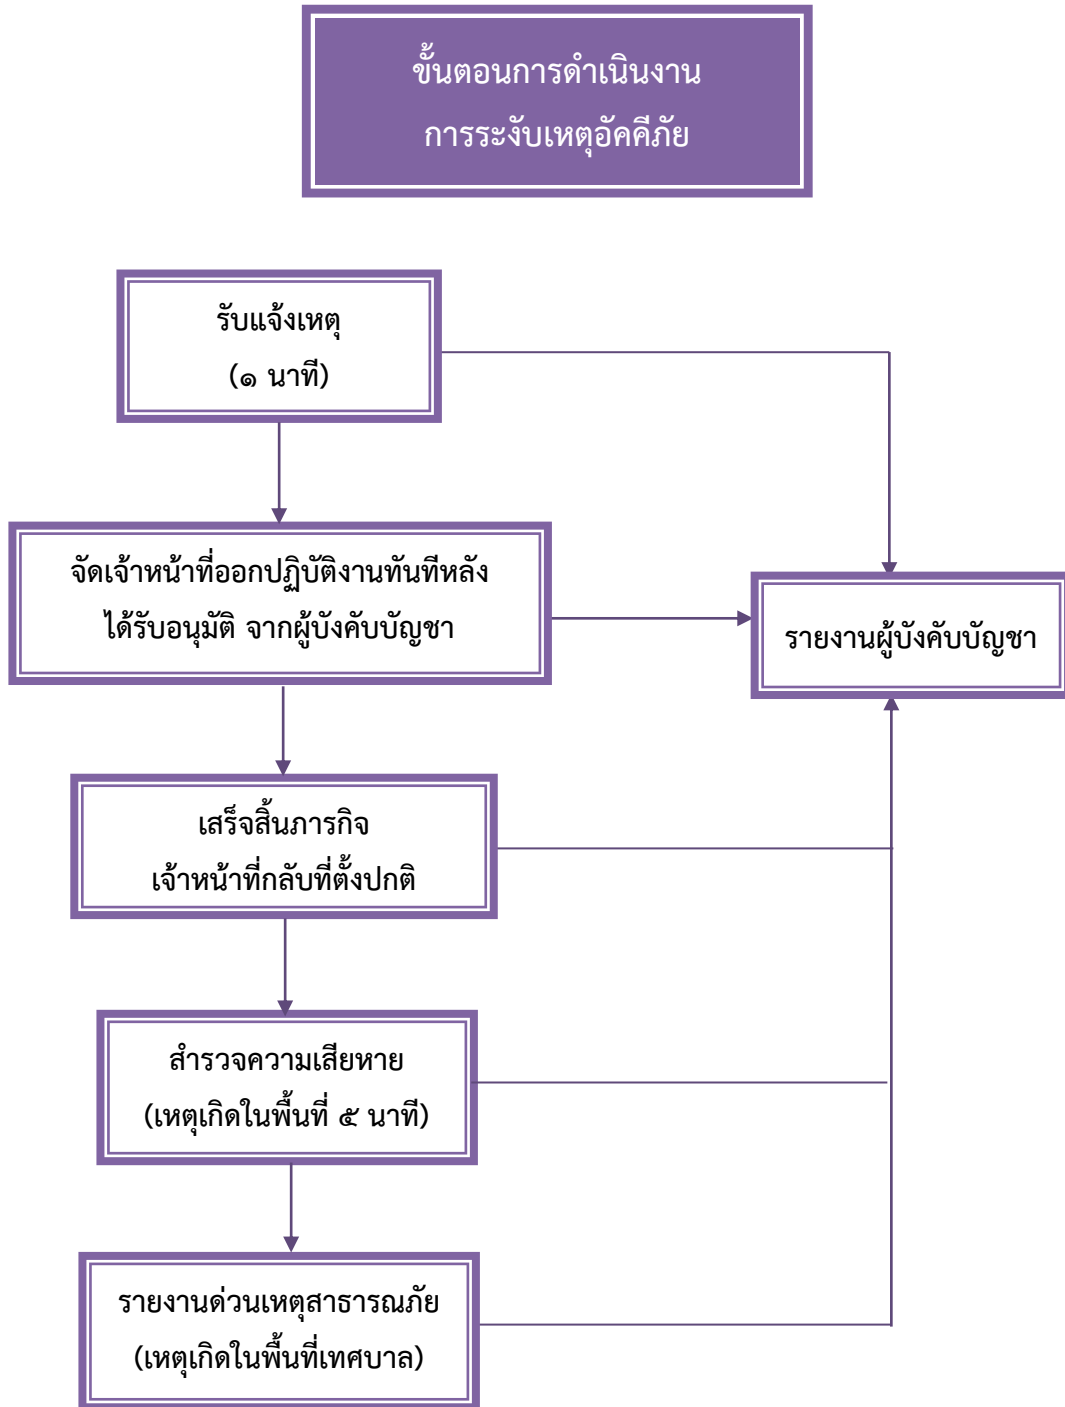 ขั้นตอนการดำเนินงาน
การระงับเหตุอัคคีภัย
รับแจ้งเหตุ
(๑ นาที)
จัดเจ้าหน้าที่ออกปฏิบัติงานทันทีหลัง
ได้รับอนุมัติ จากผู้บังคับบัญชา
รายงานผู้บังคับบัญชา
เสร็จสิ้นภารกิจ
เจ้าหน้าที่กลับที่ตั้งปกติ
สำรวจความเสียหาย
(เหตุเกิดในพื้นที่ ๕ นาที)
รายงานด่วนเหตุสาธารณภัย
(เหตุเกิดในพื้นที่เทศบาล)